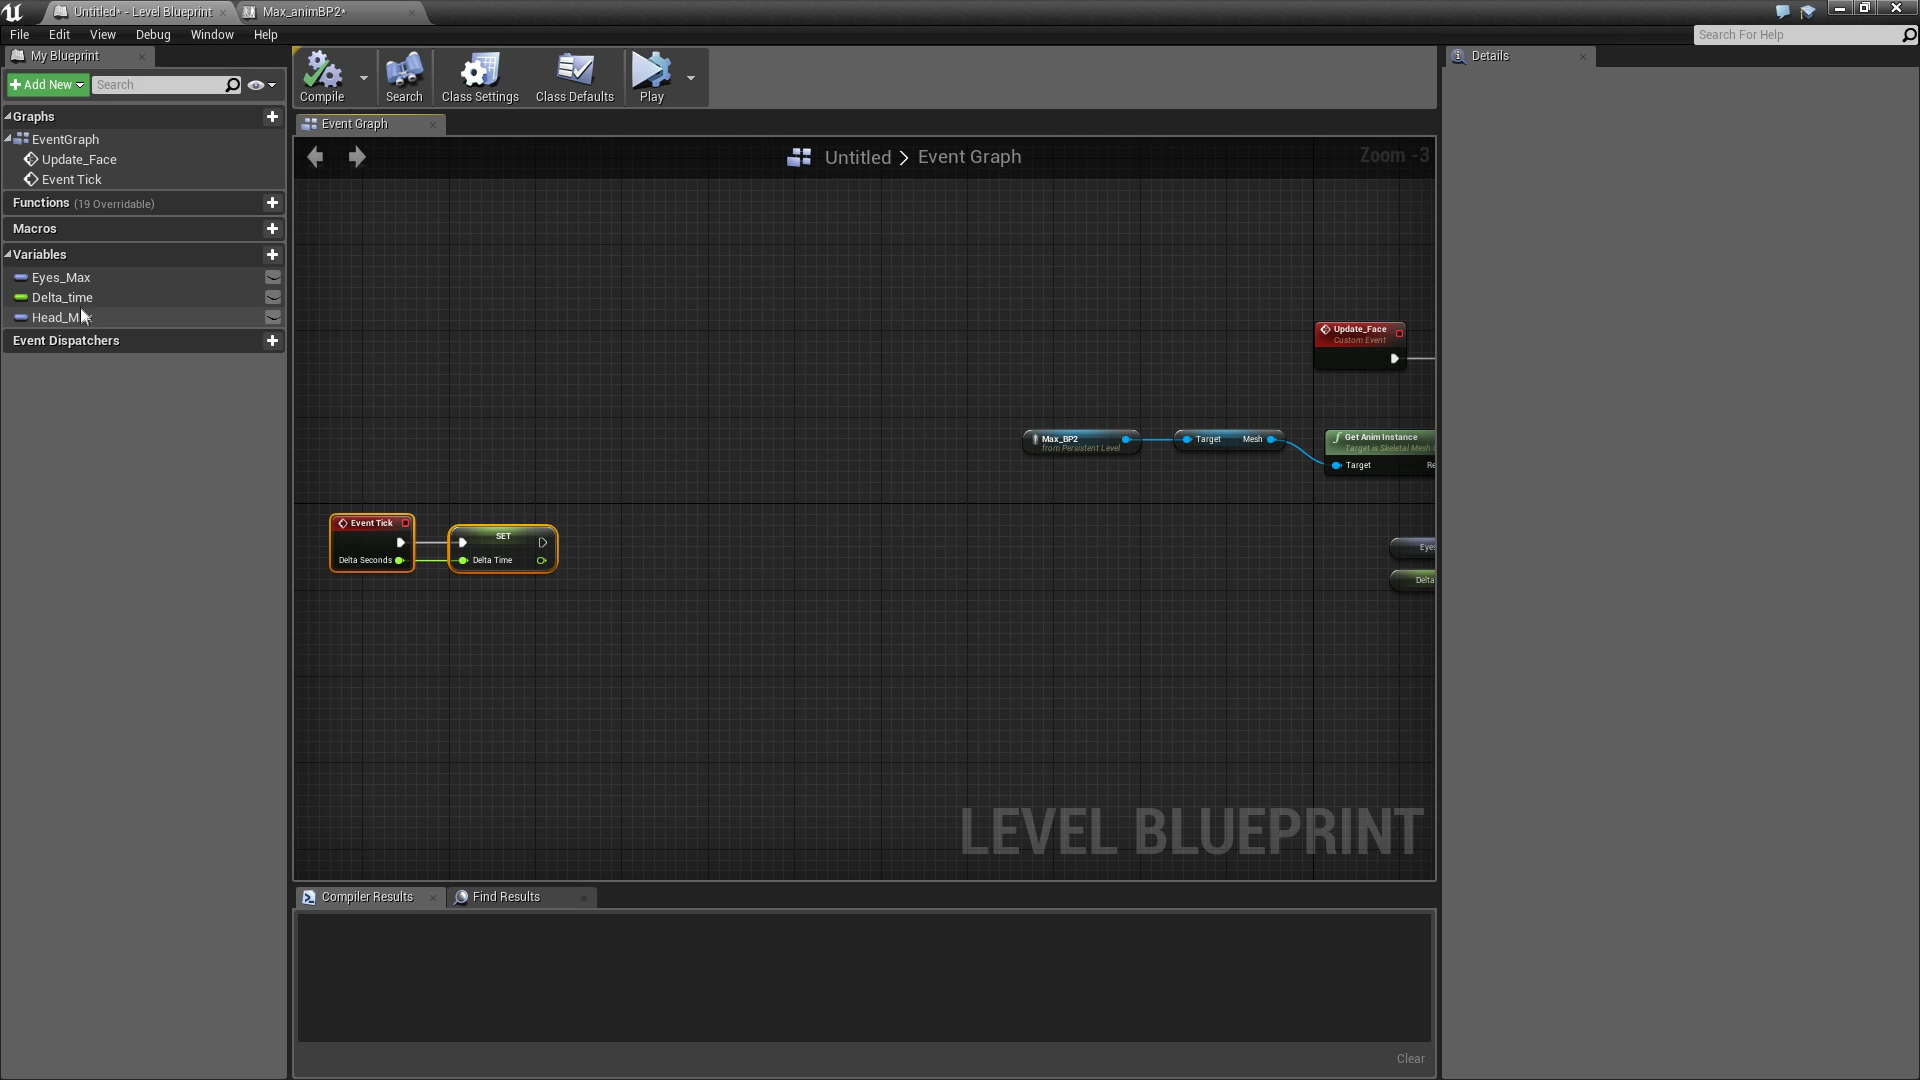 Untitled* - Level Blueprint
Max_animBP2*
File Edit View Debug Window Help
Search For Help
My Blueprint
Add New
Search
Graphs
EventGraph
Update_Face
Event Tick
Functions (19 Overridable)
Macros
Variables
Eyes_Max
Delta_time
Event Dispatchers
Compile
Search
Class Settings
Class Defaults
Play
Event Graph
Untitled > Event Graph
Zoom -3
Update_Face
Custom Event
Max_BP2
from Persistent Level
Target Mesh
Get Anim Instance
Target is Skeletal Mesh
Target Re
Event Tick
Delta Seconds
SET
Delta Time
Eyes
Delta
LEVEL BLUEPRINT
Compiler Results
Find Results
Clear
Details